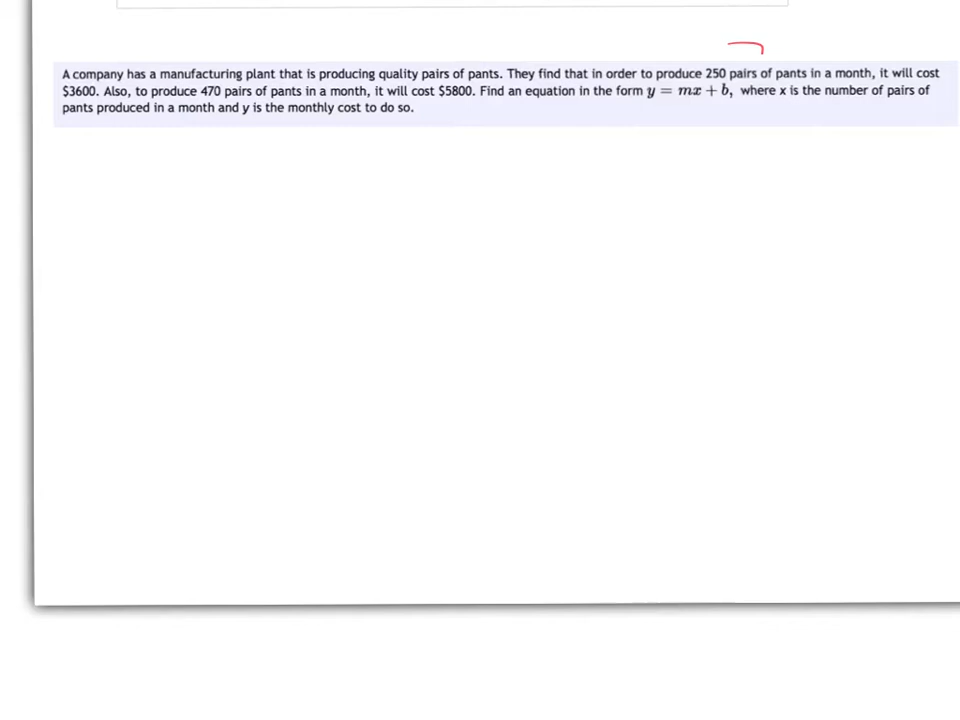 A company has a manufacturing plant that is producing quality pairs of pants. They find that in order to produce 250 pairs of pants in a month, it will cost
$3600. Also, to produce 470 pairs of pants in a month, it will cost $5800. Find an equation in the form y = mx + b, where x is the number of pairs of
pants produced in a month and y is the monthly cost to do so.